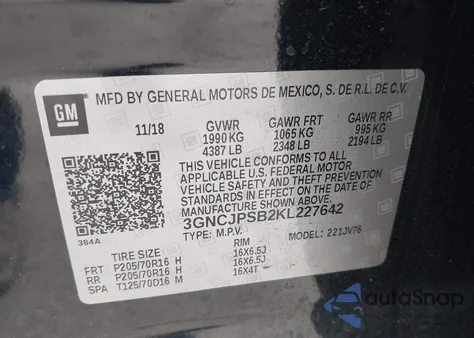 GM
MFD BY GENERAL MOTORS DE MEXICO, S. DE R.L. DE C.V.
11/18 GVWR GAWR FRT GAWR RR
1990 KG 1065 KG 995 KG
4387 LB 2348 LB 2194 LB
THIS VEHICLE CONFORMS TO ALL
APPLICABLE U.S. FEDERAL MOTOR
VEHICLE SAFETY AND THEFT
PREVENTION STANDARDS IN
EFFECT ON THE DATE OF
MANUFACTURE SHOWN ABOVE.
3GNCJPSB2KL227642
384A TYPE: M.P.V. MODEL: 221JV76
TIRE SIZE RIM
FRT P205/70R16 H 16X6.5J
RR P205/70R16 H 16X6.5J
SPA T125/70D16 M 16X4T
autoSnap